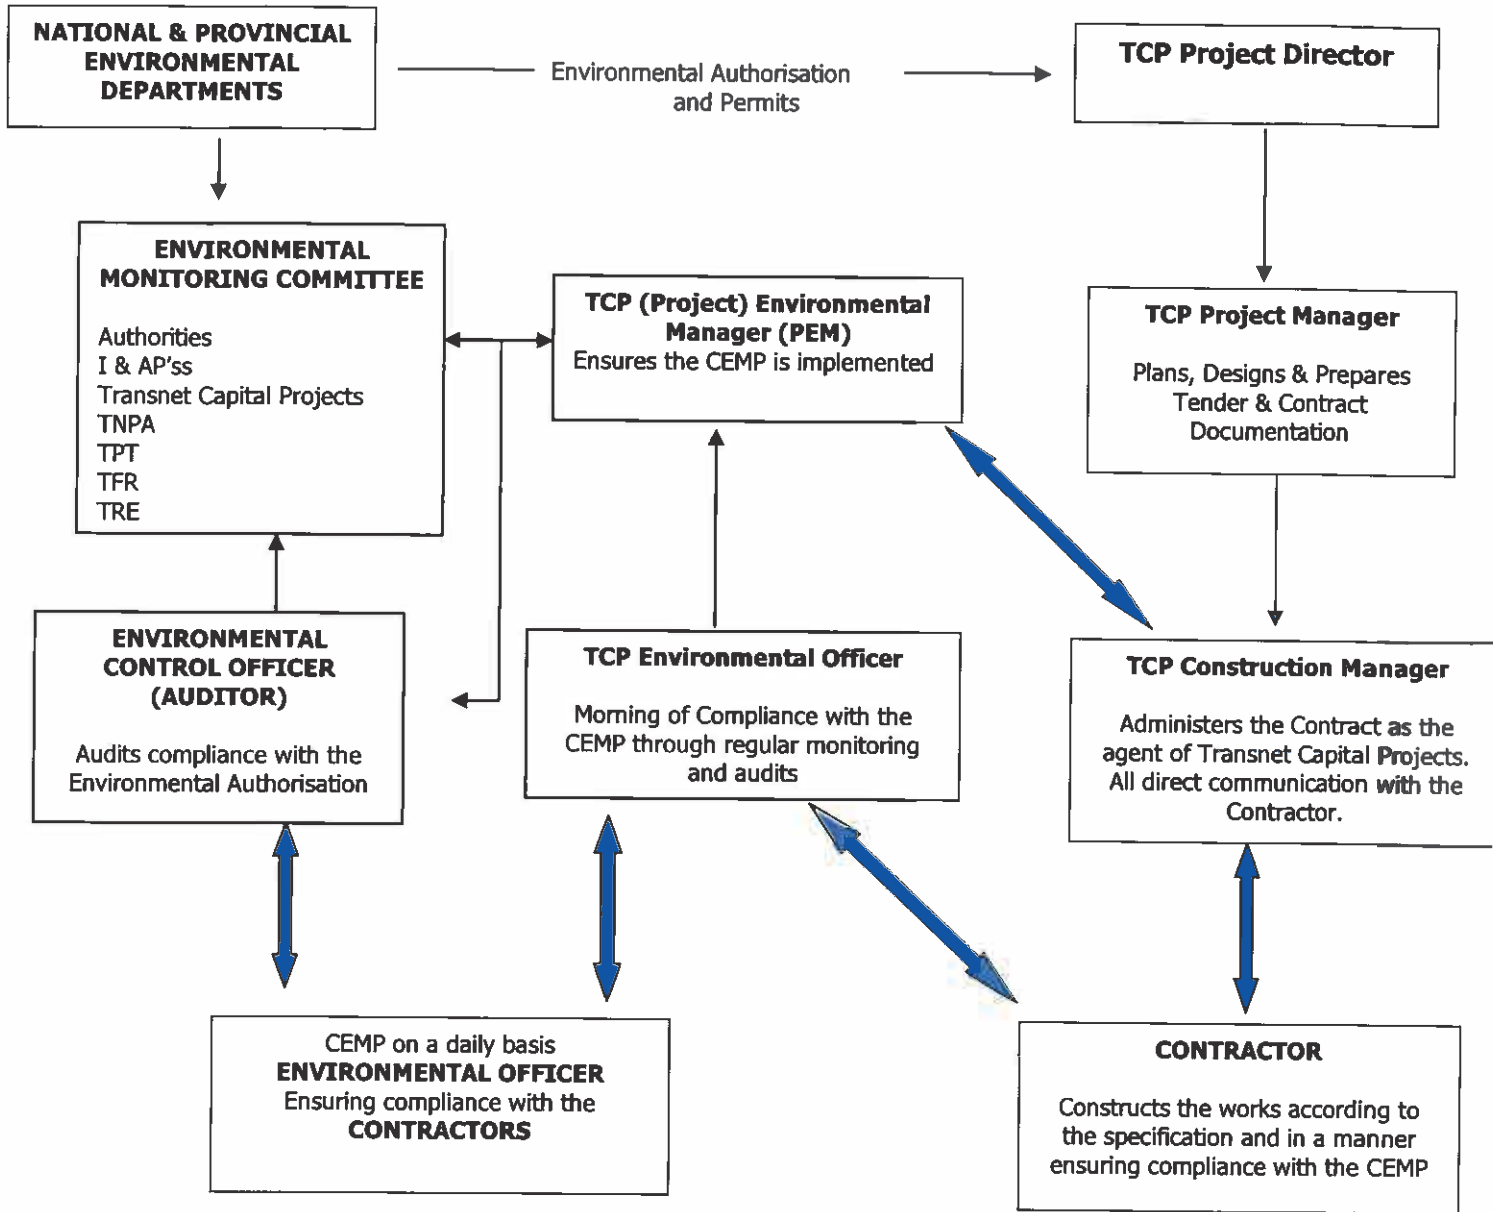 NATIONAL & PROVINCIAL
ENVIRONMENTAL
DEPARTMENTS
Environmental Authorisation
and Permits
TCP Project Director
ENVIRONMENTAL
MONITORING COMMITTEE
Authorities
I & AP'ss
Transnet Capital Projects
TNPA
TPT
TFR
TRE
TCP (Project) Environmental
Manager (PEM)
Ensures the CEMP is implemented
TCP Project Manager
Plans, Designs & Prepares
Tender & Contract
Documentation
ENVIRONMENTAL
CONTROL OFFICER
(AUDITOR)
Audits compliance with the
Environmental Authorisation
TCP Environmental Officer
Morning of Compliance with the
CEMP through regular monitoring
and audits
TCP Construction Manager
Administers the Contract as the
agent of Transnet Capital Projects.
All direct communication with the
Contractor.
CEMP on a daily basis
ENVIRONMENTAL OFFICER
Ensuring compliance with the
CONTRACTORS
CONTRACTOR
Constructs the works according to
the specification and in a manner
ensuring compliance with the CEMP